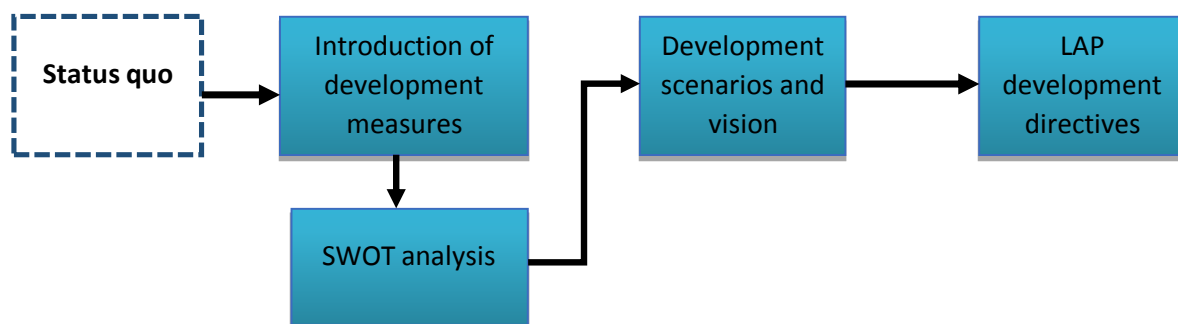 Status quo
Introduction of
development
measures
SWOT analysis
Development
scenarios and
vision
LAP
development
directives